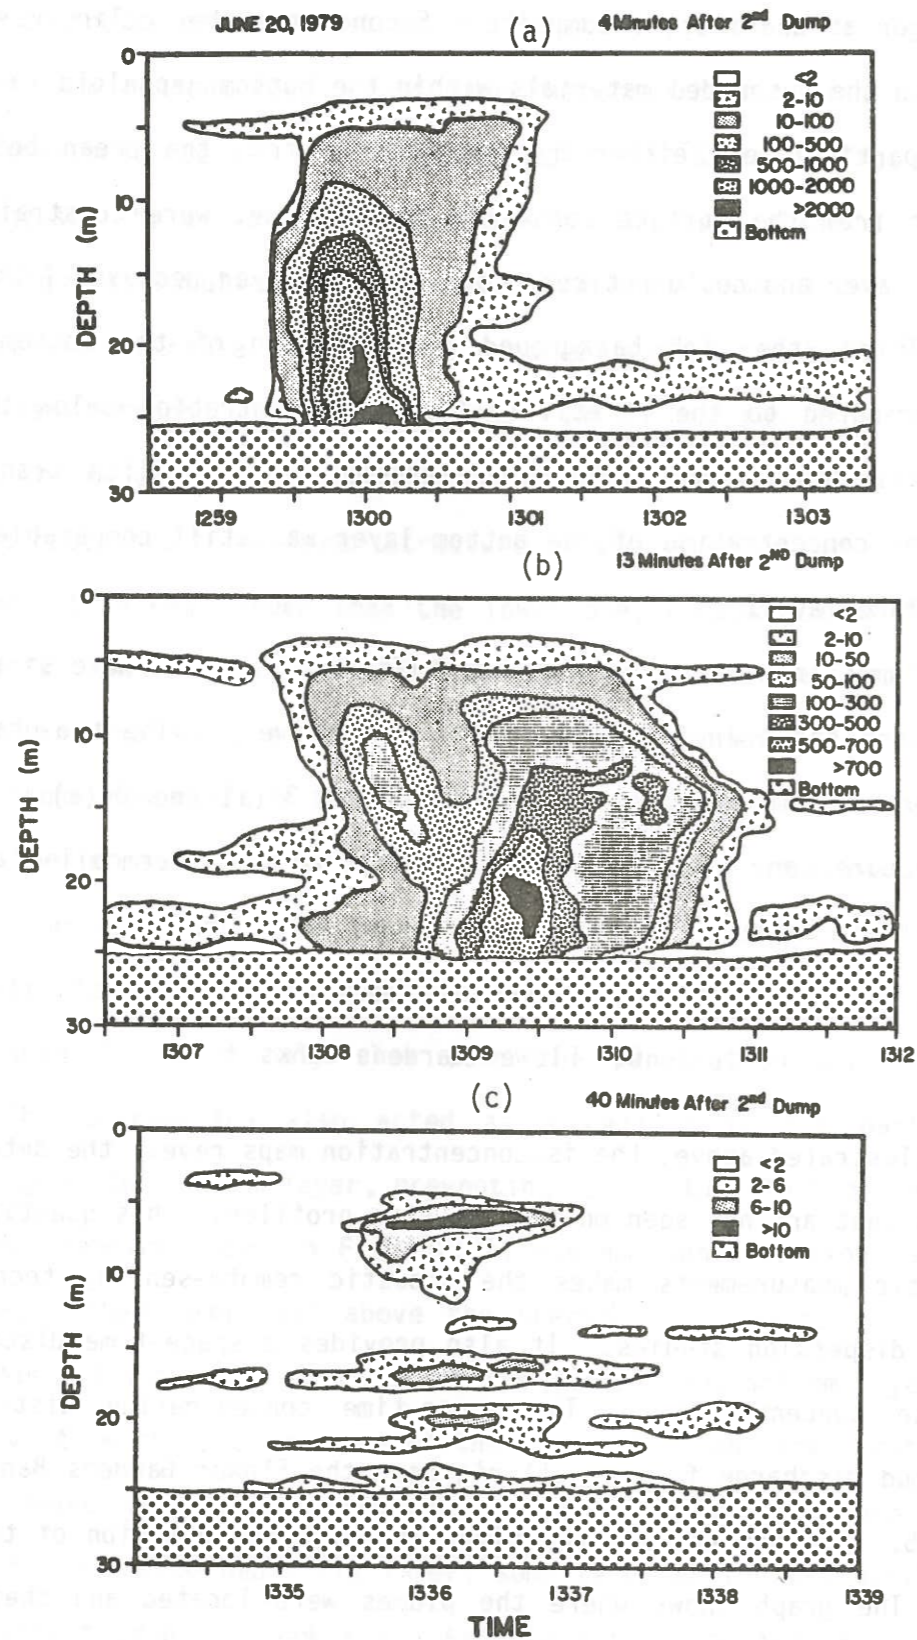 JUNE 20, 1979
(a)
4 Minutes After 2nd Dump
<2
2-10
10-100
100-500
500-1000
1000-2000
>2000
Bottom
0
10
20
30
DEPTH (m)
1259 1300 1301 1302 1303
(b)
13 Minutes After 2ND Dump
<2
2-10
10-50
50-100
100-300
300-500
500-700
>700
Bottom
0
10
20
30
DEPTH (m)
1307 1308 1309 1310 1311 1312
(c)
40 Minutes After 2nd Dump
<2
2-6
6-10
>10
Bottom
0
10
20
30
DEPTH (m)
1335 1336 1337 1338 1339
TIME